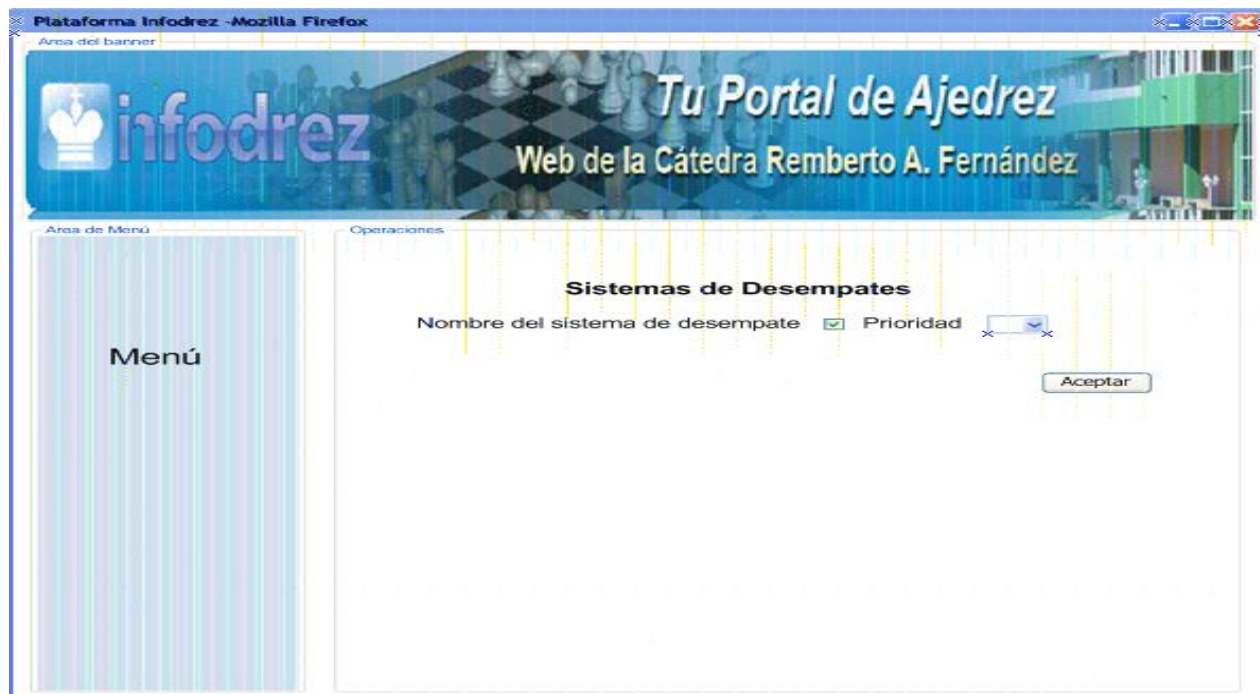 Plataforma Infodrez -Mozilla Firefox
Area del banner
infodrez
Tu Portal de Ajedrez
Web de la Cátedra Remberto A. Fernández
Area de Menú
Operaciones
Menú
Sistemas de Desempates
Nombre del sistema de desempate Prioridad
Aceptar